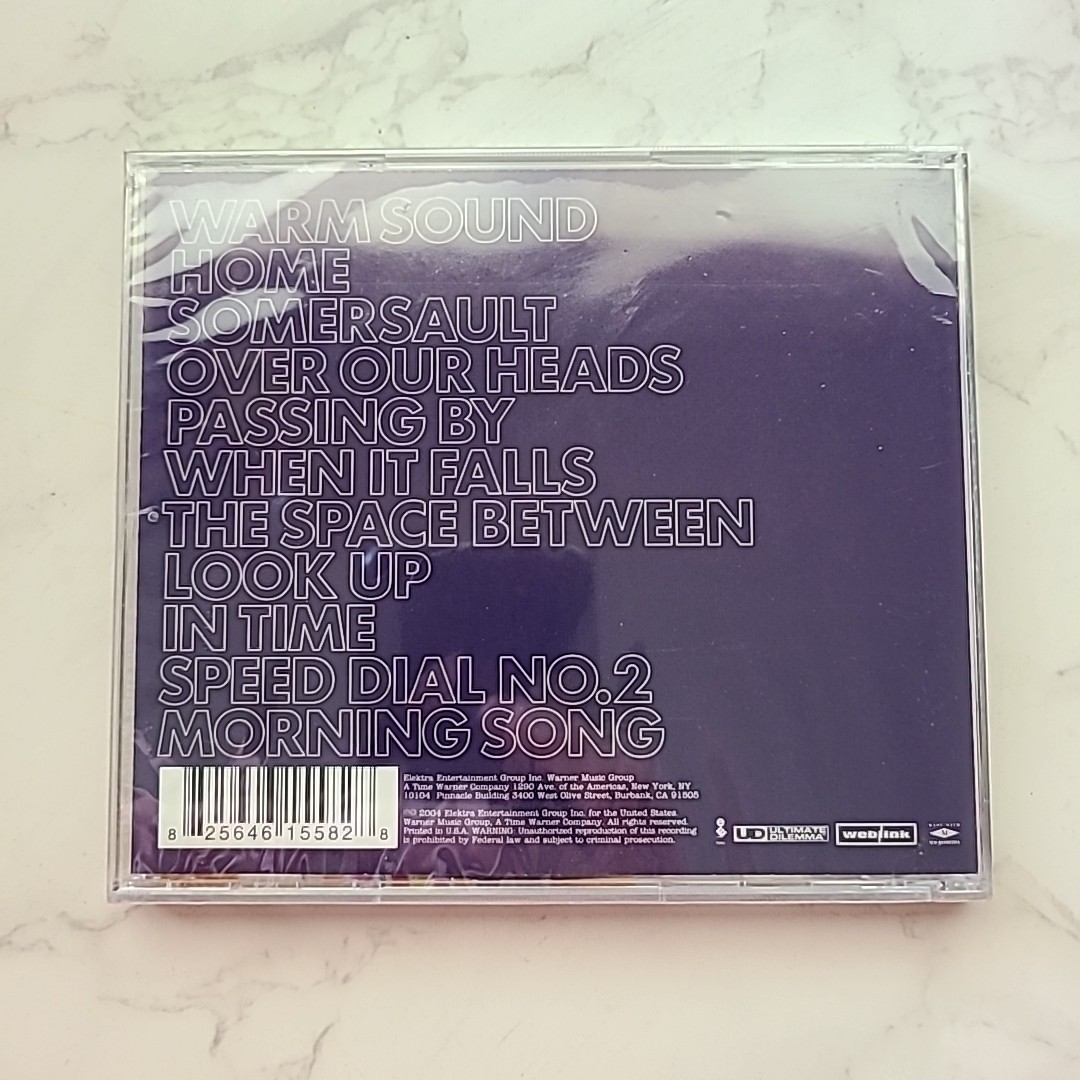 WARM SOUND
HOME
SOMERSAULT
OVER OUR HEADS
PASSING BY
WHEN IT FALLS
THE SPACE BETWEEN
LOOK UP
IN TIME
SPEED DIAL NO.2
MORNING SONG
8 25646 15582 8
Elektra Entertainment Group Inc. Warner Music Group
A Time Warner Company 1290 Ave. of the Americas, New York, NY
10104 Pinnacle Building 3400 West Olive Street, Burbank, CA 91505
℗© 2004 Elektra Entertainment Group Inc. for the United States.
Warner Music Group, A Time Warner Company. All rights reserved.
Printed in U.S.A. WARNING: Unauthorized reproduction of this recording
is prohibited by Federal law and subject to criminal prosecution.
UD ULTIMATE
DILEMMA
weblink